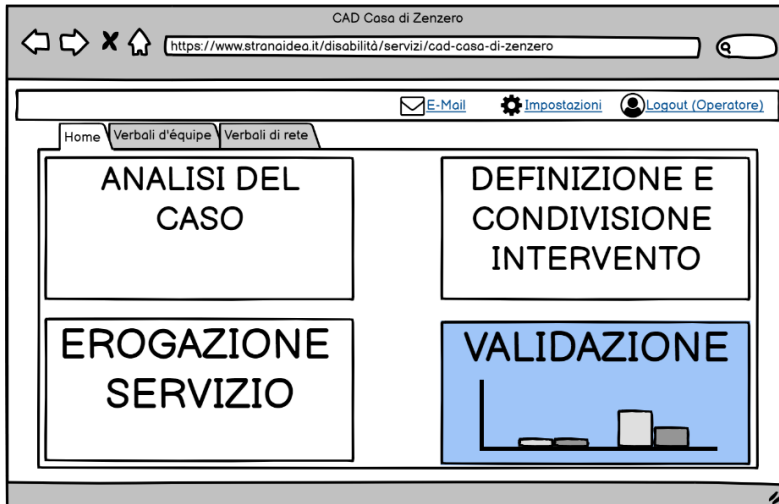 CAD Casa di Zenzero
https://www.stranaidea.it/disabilità/servizi/cad-casa-di-zenzero
E-Mail
Impostazioni
Logout (Operatore)
Home
Verbali d'équipe
Verbali di rete
ANALISI DEL
CASO
DEFINIZIONE E
CONDIVISIONE
INTERVENTO
EROGAZIONE
SERVIZIO
VALIDAZIONE